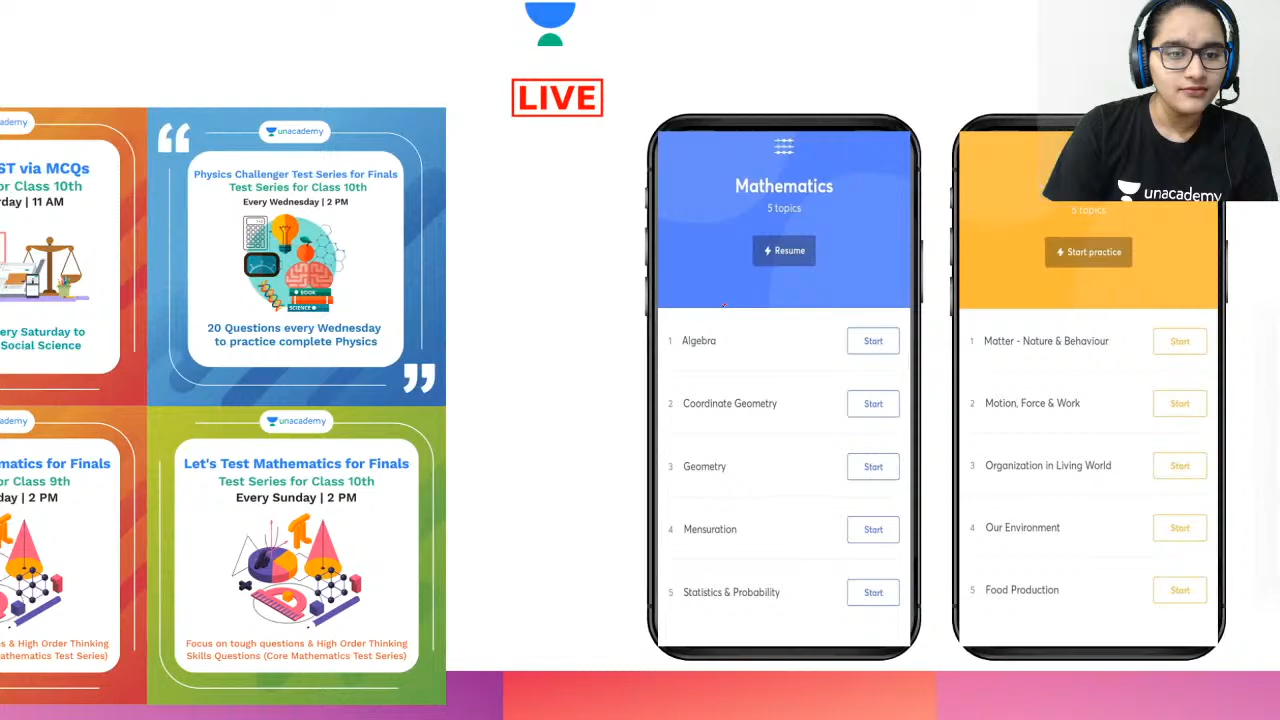 LIVE
ademy
ST via MCQs
or Class 10th
rday | 11 AM
ery Saturday to
Social Science
“
unacademy
Physics Challenger Test Series for Finals
Test Series for Class 10th
Every Wednesday | 2 PM
BOOK
SCIENCE
20 Questions every Wednesday
to practice complete Physics
”
ademy
matics for Finals
or Class 9th
day | 2 PM
s & High Order Thinking
athematics Test Series)
unacademy
Let's Test Mathematics for Finals
Test Series for Class 10th
Every Sunday | 2 PM
Focus on tough questions & High Order Thinking
Skills Questions (Core Mathematics Test Series)
Mathematics
5 topics
Resume
1 Algebra Start
2 Coordinate Geometry Start
3 Geometry Start
4 Mensuration Start
5 Statistics & Probability Start
unacademy
5 topics
Start practice
1 Matter - Nature & Behaviour Start
2 Motion, Force & Work Start
3 Organization in Living World Start
4 Our Environment Start
5 Food Production Start